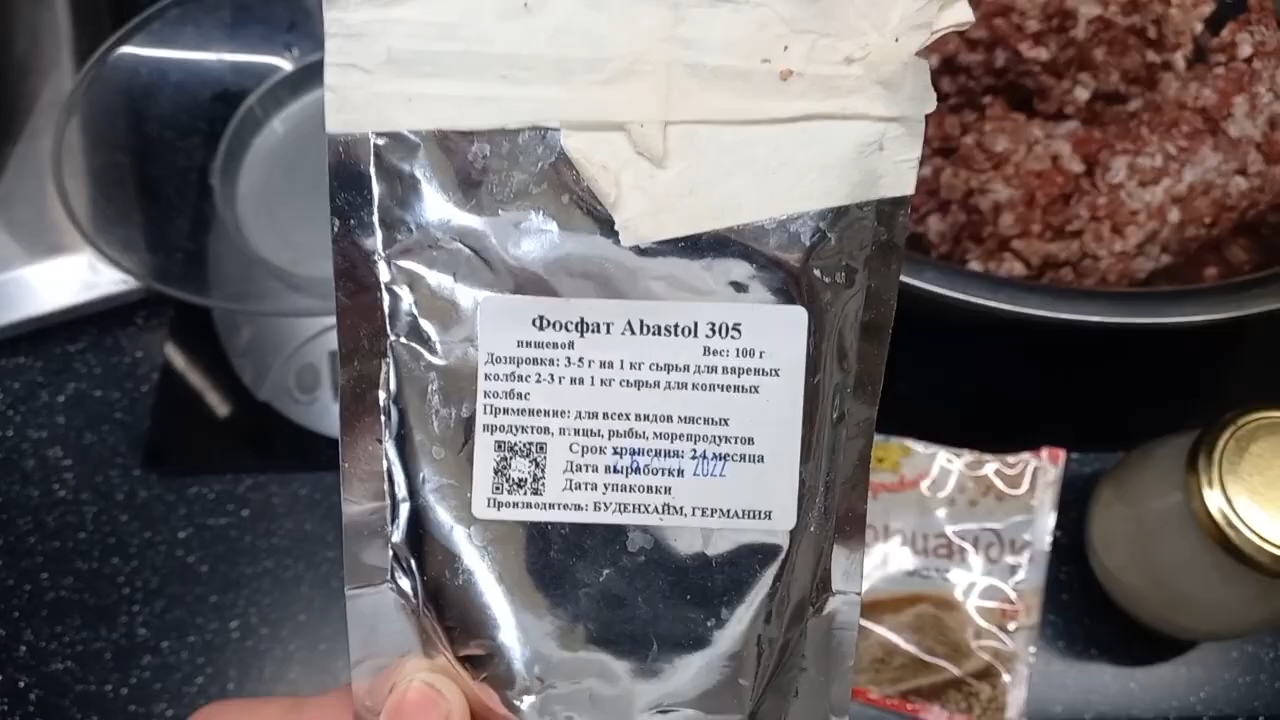 Фосфат Abastol 305
пищевой Вес: 100 г
Дозировка: 3-5 г на 1 кг сырья для вареных
колбас 2-3 г на 1 кг сырья для копченых
колбас
Применение: для всех видов мясных
продуктов, птицы, рыбы, морепродуктов
Срок хранения: 24 месяца
Дата выработки 2022
Дата упаковки
Производитель: БУДЕНХАЙМ, ГЕРМАНИЯ